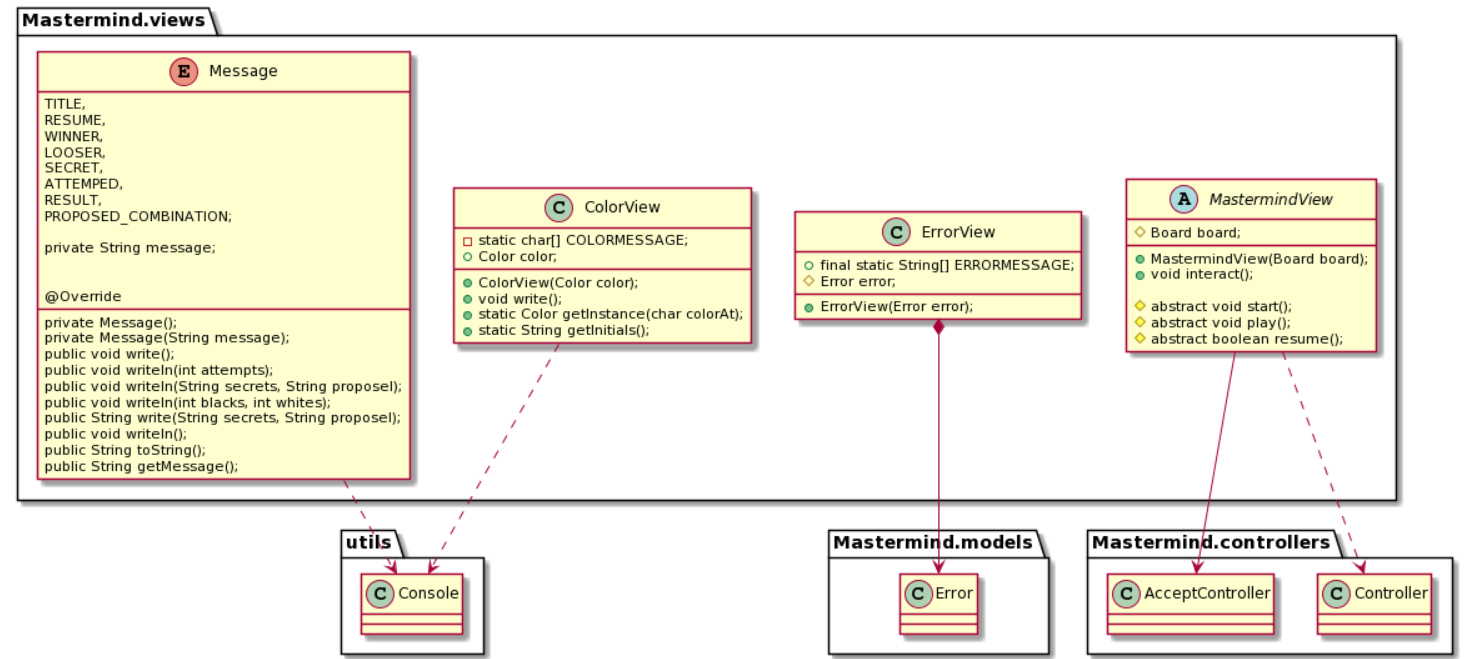 Mastermind.views
E Message
TITLE,
RESUME,
WINNER,
LOOSER,
SECRET,
ATTEMPED,
RESULT,
PROPOSED_COMBINATION;
private String message;
@Override
private Message();
private Message(String message);
public void write();
public void writeln(int attempts);
public void writeln(String secrets, String proposel);
public void writeln(int blacks, int whites);
public String write(String secrets, String proposel);
public void writeln();
public String toString();
public String getMessage();
C ColorView
static char[] COLORMESSAGE;
Color color;
ColorView(Color color);
void write();
static Color getInstance(char colorAt);
static String getInitials();
C ErrorView
final static String[] ERRORMESSAGE;
Error error;
ErrorView(Error error);
A MastermindView
Board board;
MastermindView(Board board);
void interact();
abstract void start();
abstract void play();
abstract boolean resume();
utils
C Console
Mastermind.models
C Error
Mastermind.controllers
C AcceptController
C Controller